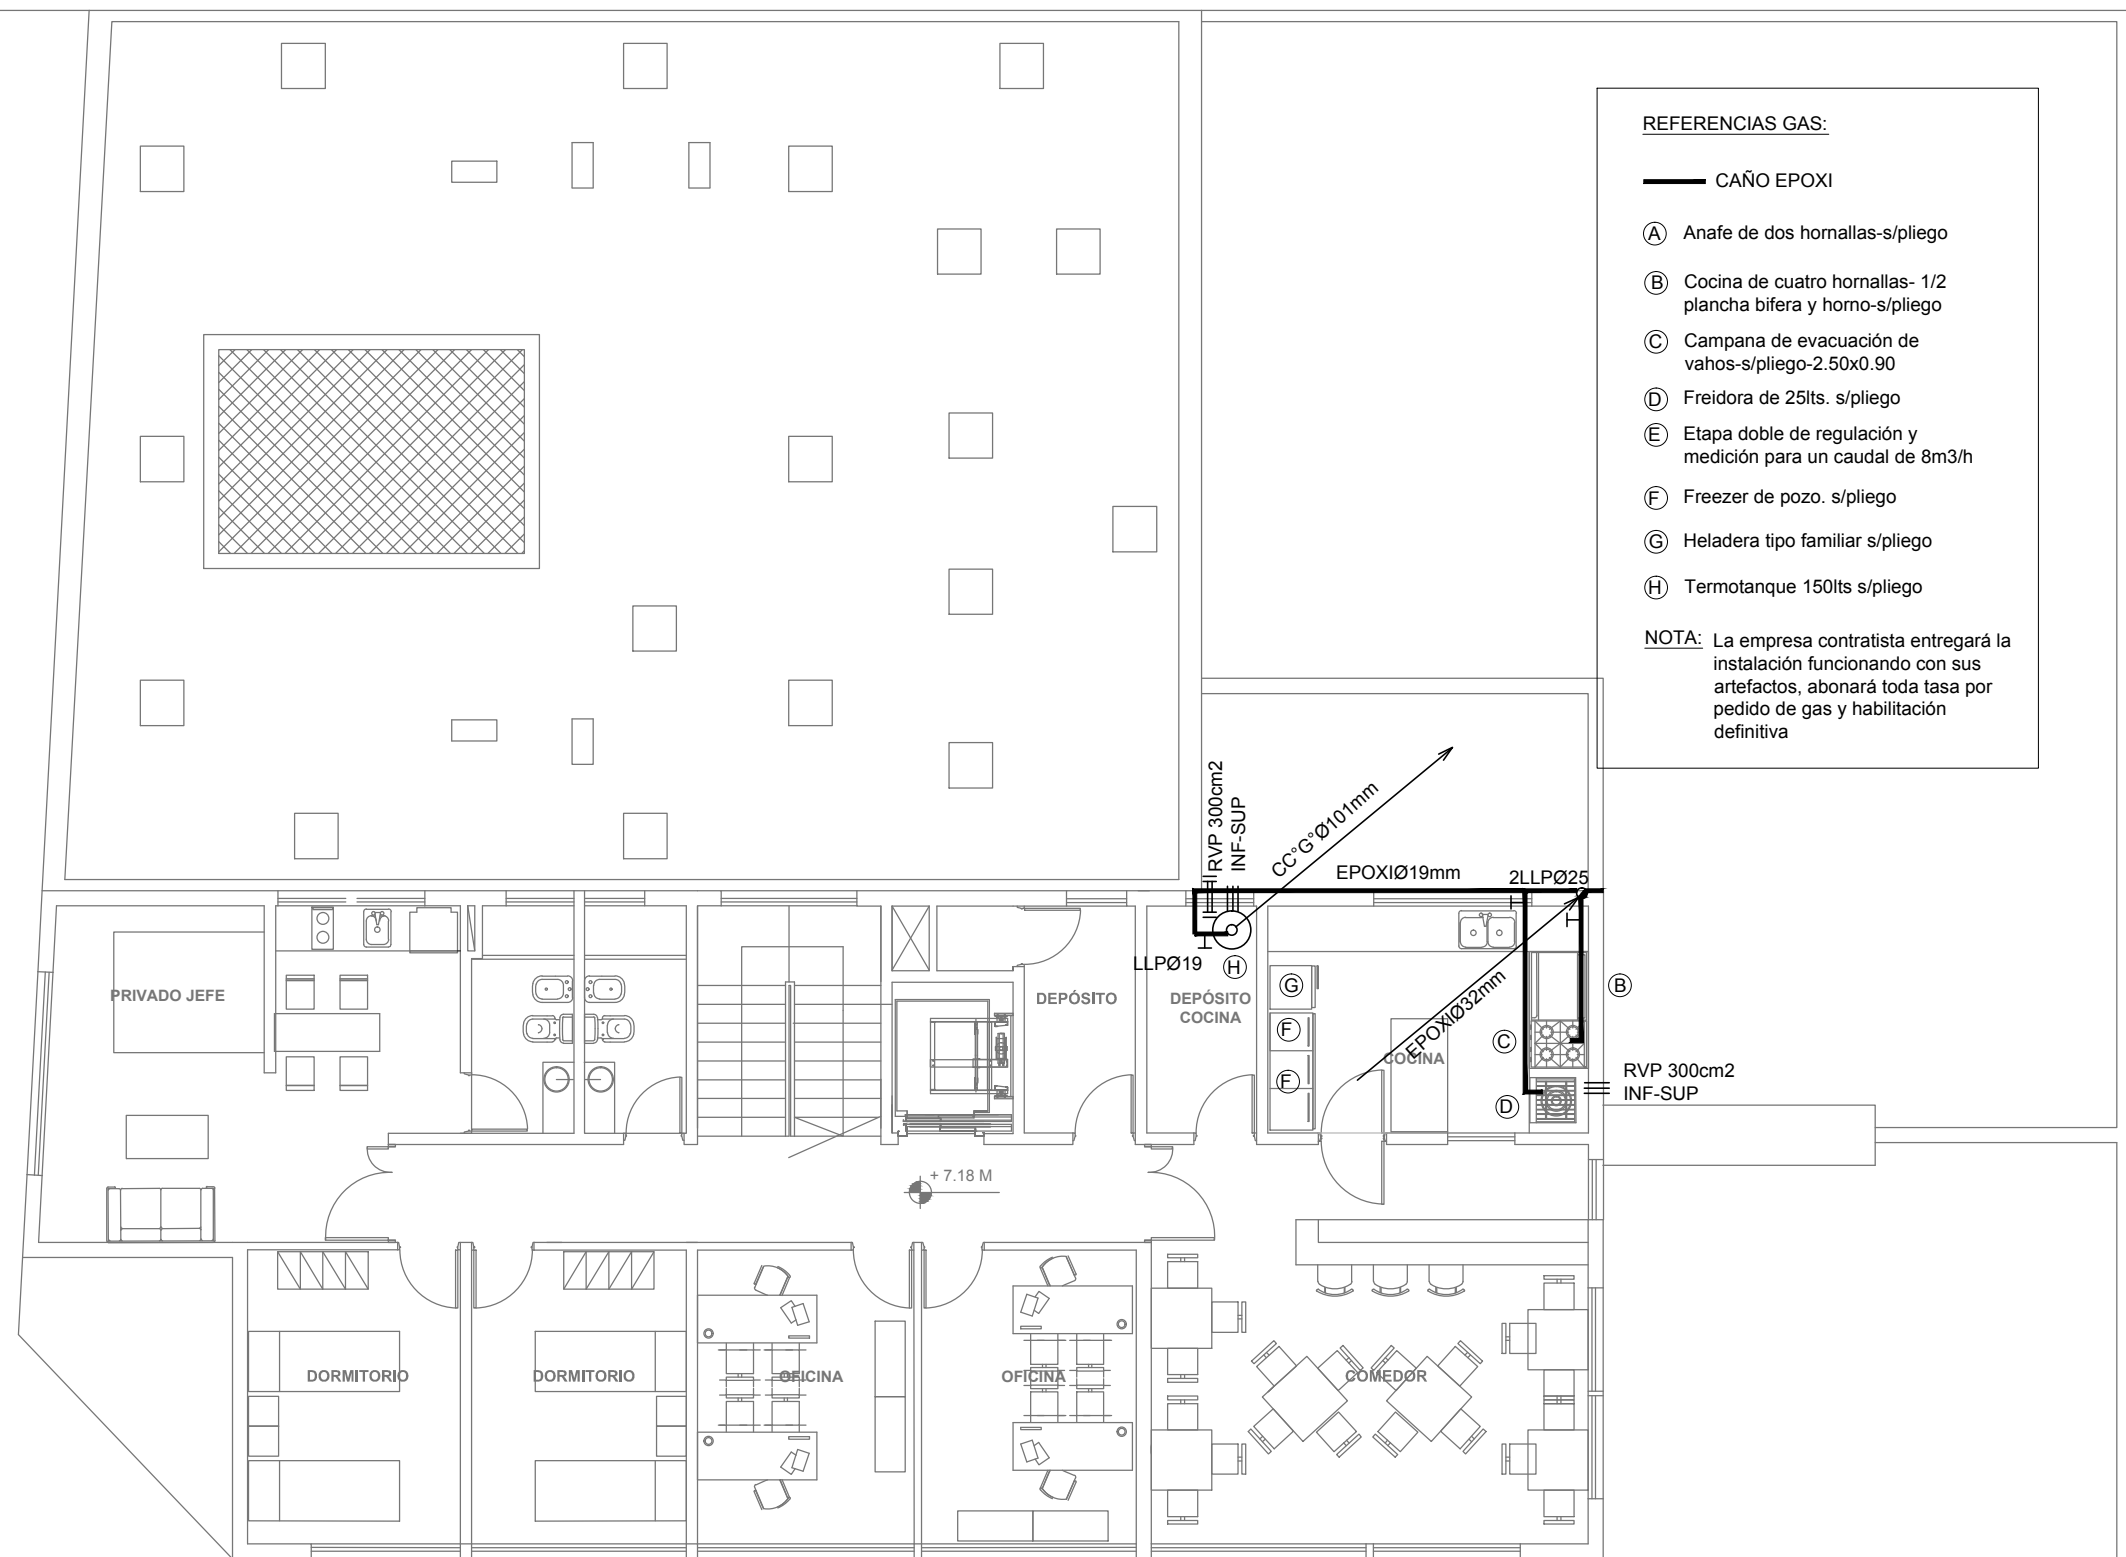 REFERENCIAS GAS:
CAÑO EPOXI
A Anafe de dos hornallas-s/pliego
B Cocina de cuatro hornallas- 1/2
plancha bifera y horno-s/pliego
C Campana de evacuación de
vahos-s/pliego-2.50x0.90
D Freidora de 25lts. s/pliego
E Etapa doble de regulación y
medición para un caudal de 8m3/h
F Freezer de pozo. s/pliego
G Heladera tipo familiar s/pliego
H Termotanque 150lts s/pliego
NOTA: La empresa contratista entregará la
instalación funcionando con sus
artefactos, abonará toda tasa por
pedido de gas y habilitación
definitiva
RVP 300cm2
INF-SUP
CC°G°Ø101mm
EPOXIØ19mm
2LLPØ25
LLPØ19
H
G
F
F
EPOXIØ32mm
B
C
D
RVP 300cm2
INF-SUP
PRIVADO JEFE
DEPÓSITO
DEPÓSITO
COCINA
COCINA
+ 7.18 M
DORMITORIO
DORMITORIO
OFICINA
OFICINA
COMEDOR